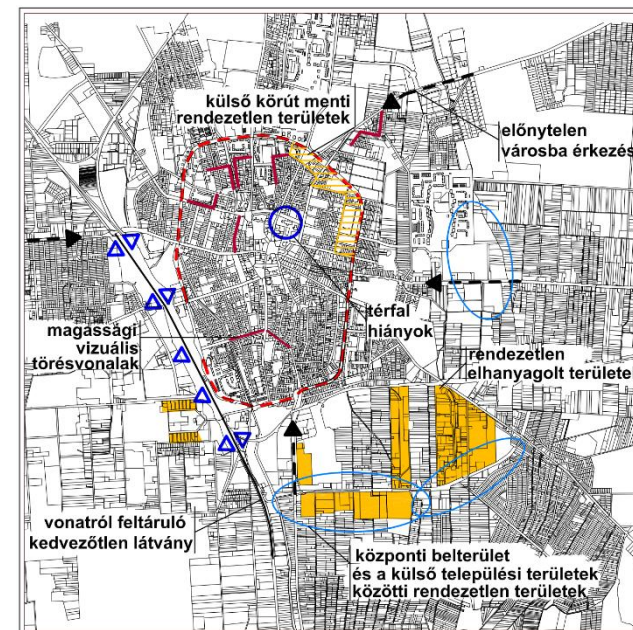 külső körút menti
rendezetlen területek
előnytelen
városba érkezés
térfal
hiányok
magassági
vizuális
törésvonalak
rendezetlen
elhanyagolt területe
vonatról feltáruló
kedvezőtlen látvány
központi belterület
és a külső települési területek
közötti rendezetlen területek